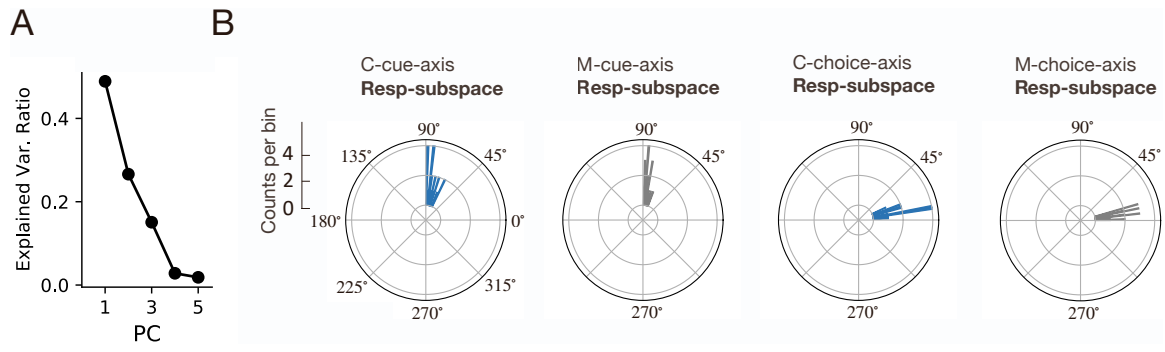 A
B
Explained Var. Ratio
0.4
0.2
0.0
1
3
5
PC
C-cue-axis
Resp-subspace
M-cue-axis
Resp-subspace
C-choice-axis
Resp-subspace
M-choice-axis
Resp-subspace
Counts per bin
4
2
0
90°
135°
45°
180°
0°
225°
315°
270°
90°
45°
270°
90°
45°
270°
90°
45°
270°